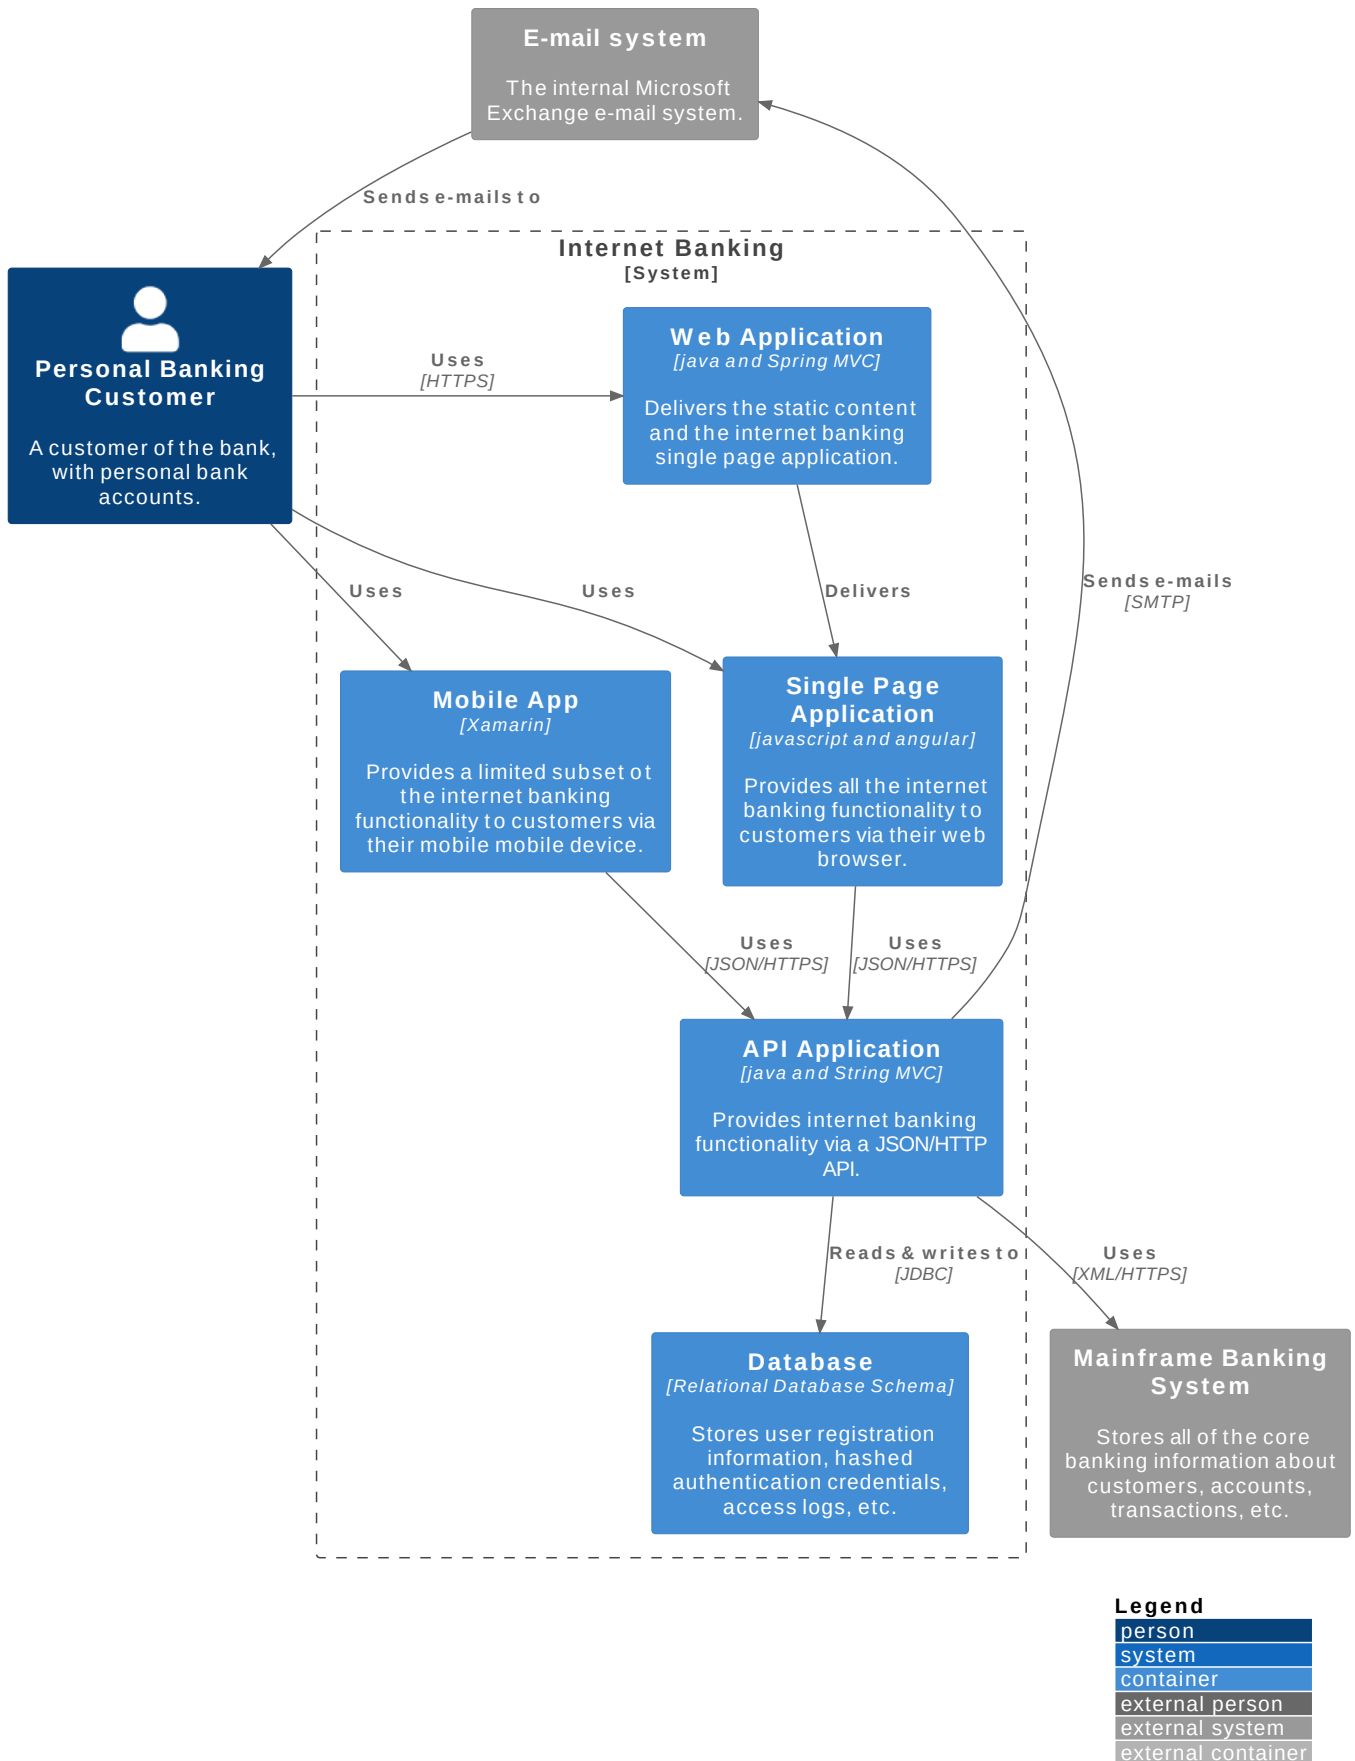 E-mail system
The internal Microsoft
Exchange e-mail system.
Sends e-mails to
Internet Banking
[System]
Personal Banking
Customer
A customer of the bank,
with personal bank
accounts.
Uses
[HTTPS]
Web Application
[java and Spring MVC]
Delivers the static content
and the internet banking
single page application.
Uses
Uses
Delivers
Sends e-mails
[SMTP]
Mobile App
[Xamarin]
Provides a limited subset ot
the internet banking
functionality to customers via
their mobile mobile device.
Single Page
Application
[javascript and angular]
Provides all the internet
banking functionality to
customers via their web
browser.
Uses
[JSON/HTTPS]
Uses
[JSON/HTTPS]
API Application
[java and String MVC]
Provides internet banking
functionality via a JSON/HTTP
API.
Reads & writes to
[JDBC]
Uses
[XML/HTTPS]
Database
[Relational Database Schema]
Stores user registration
information, hashed
authentication credentials,
access logs, etc.
Mainframe Banking
System
Stores all of the core
banking information about
customers, accounts,
transactions, etc.
Legend
person
system
container
external person
external system
external container